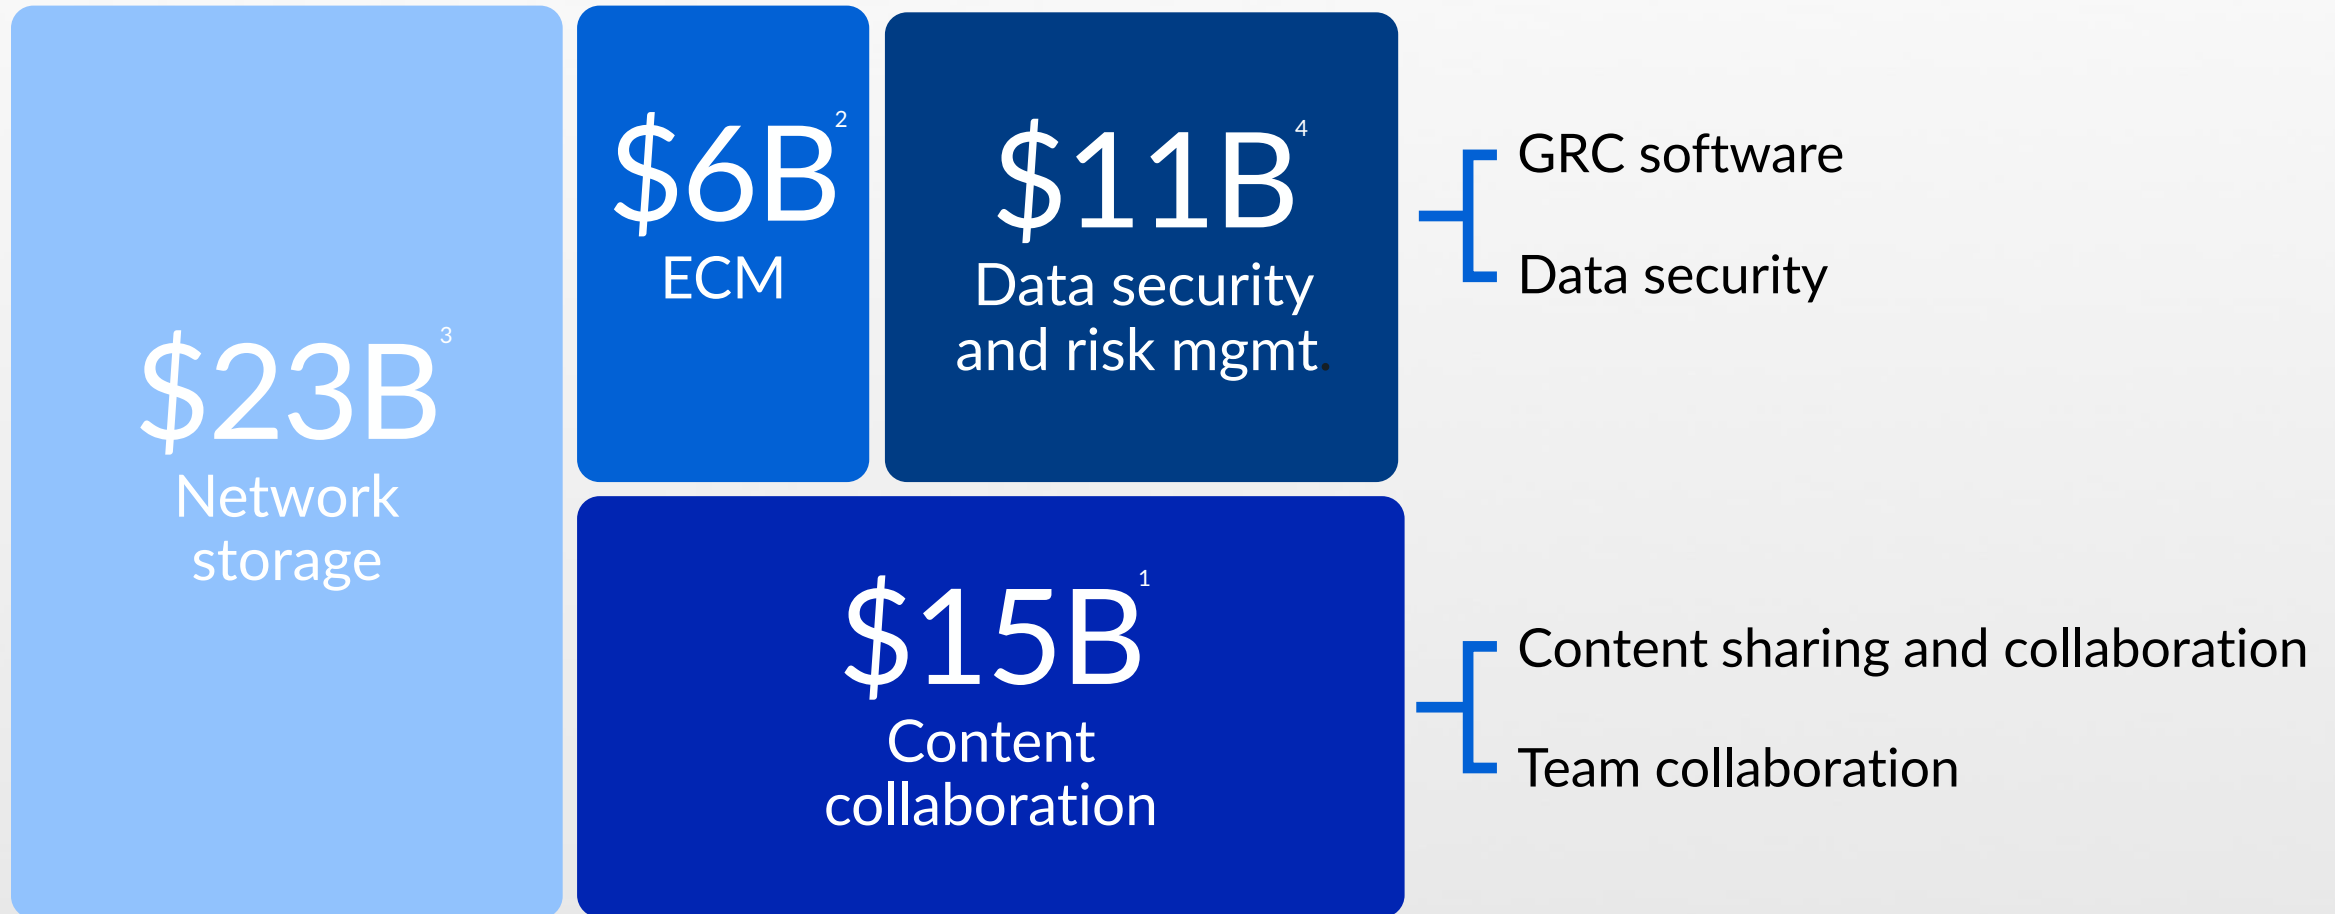 $23B³
Network
storage
$6B²
ECM
$11B⁴
Data security
and risk mgmt.
GRC software
Data security
$15B¹
Content
collaboration
Content sharing and collaboration
Team collaboration